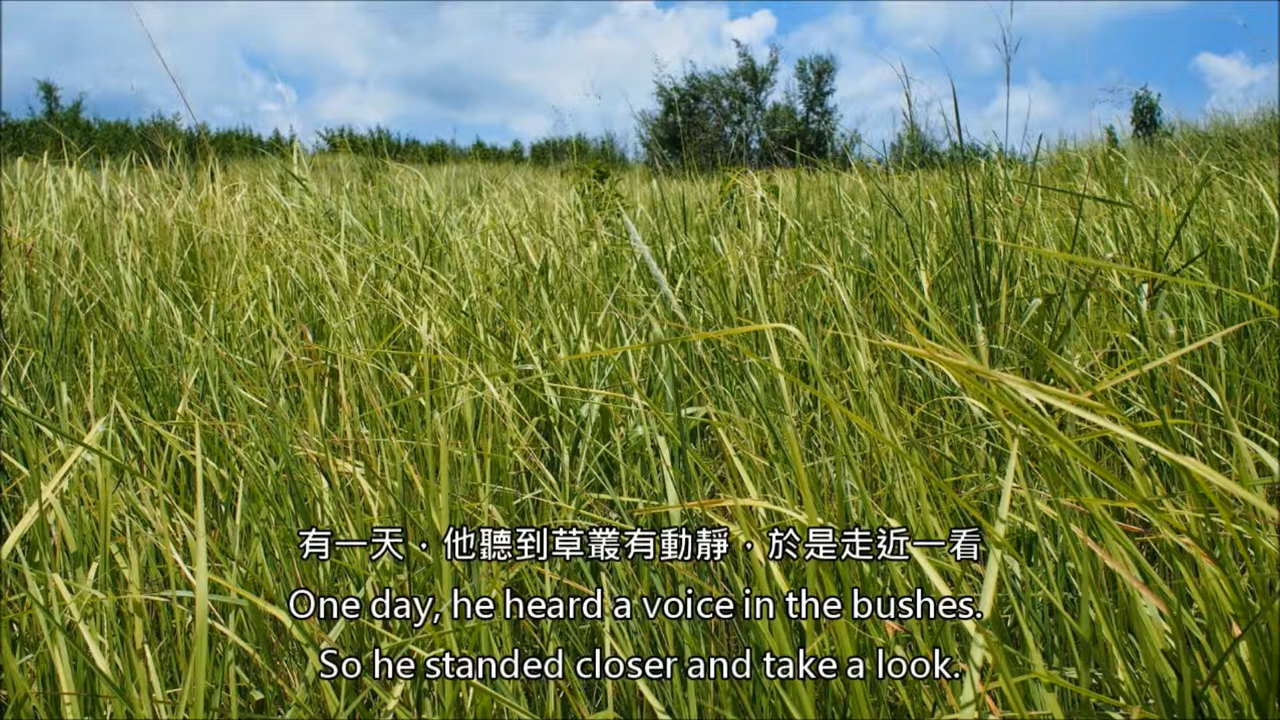 有一天，他聽到草叢有動靜，於是走近一看
One day, he heard a voice in the bushes.
So he standed closer and take a look.